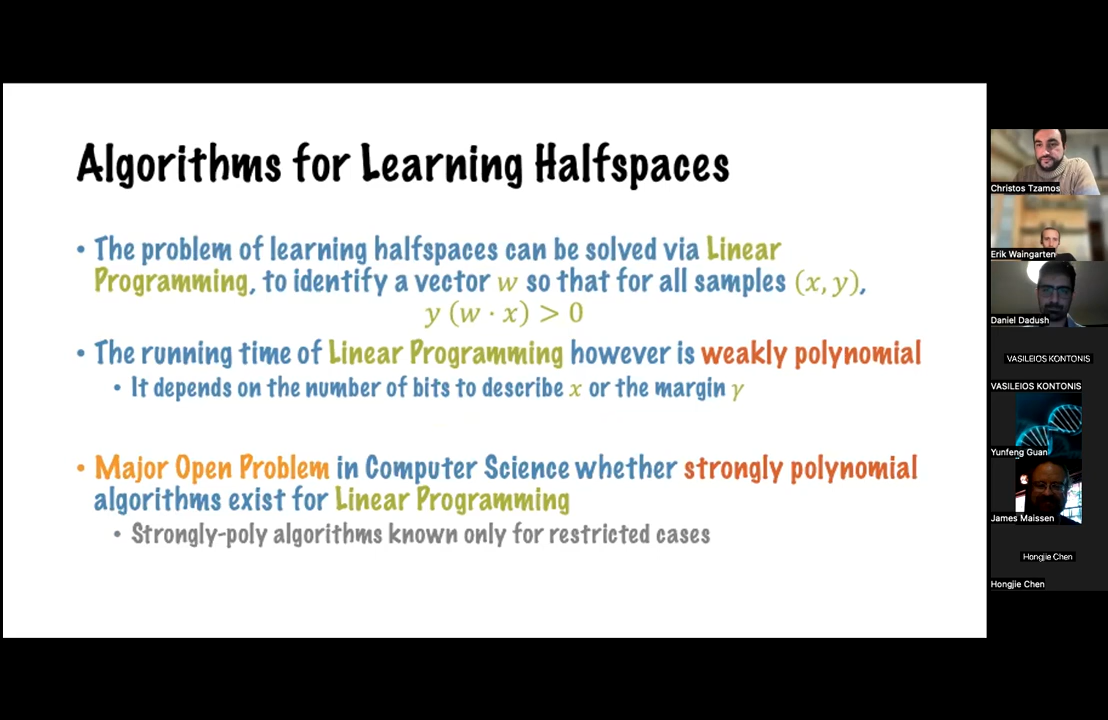 Algorithms for Learning Halfspaces
• The problem of learning halfspaces can be solved via Linear
Programming, to identify a vector w so that for all samples (x, y),
y (w · x) > 0
• The running time of Linear Programming however is weakly polynomial
• It depends on the number of bits to describe x or the margin γ
• Major Open Problem in Computer Science whether strongly polynomial
algorithms exist for Linear Programming
• Strongly-poly algorithms known only for restricted cases
Christos Tzamos
Erik Waingarten
Daniel Dadush
VASILEIOS KONTONIS
VASILEIOS KONTONIS
Yunfeng Guan
James Maissen
Hongjie Chen
Hongjie Chen